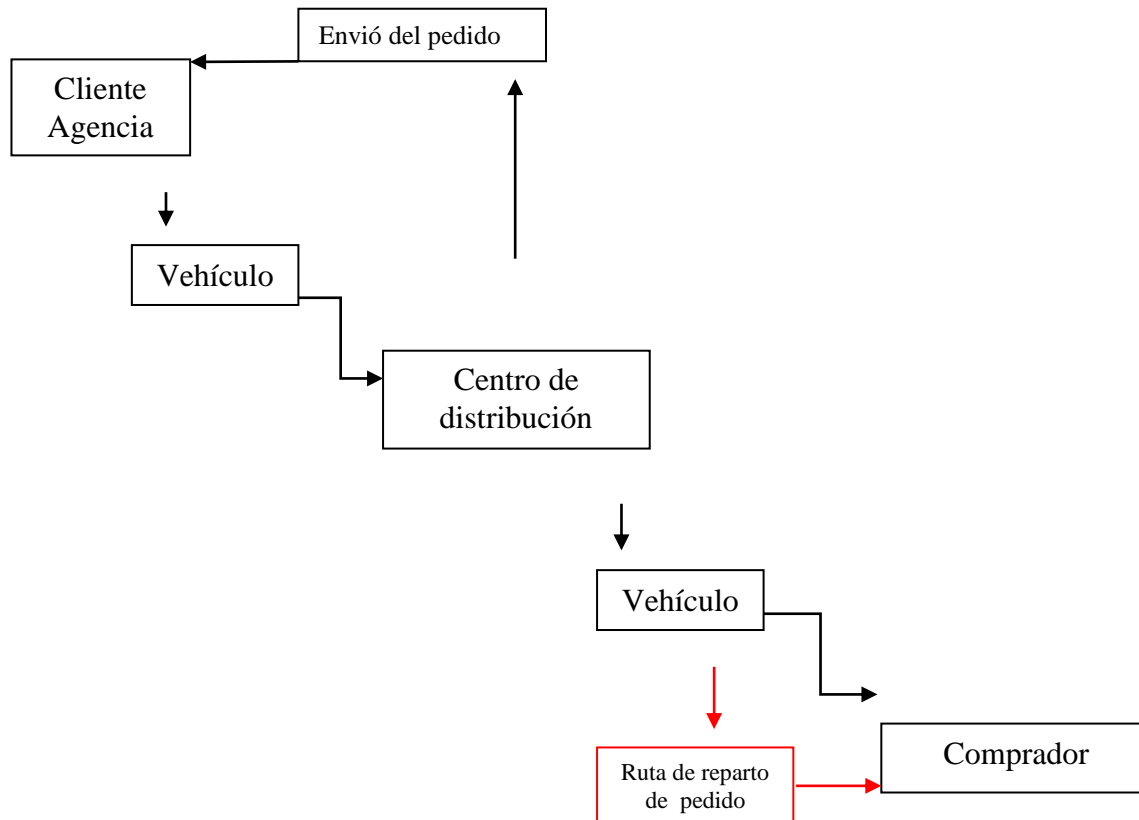 Envió del pedido
Cliente
Agencia
Vehículo
Centro de
distribución
Vehículo
Comprador
Ruta de reparto
de pedido